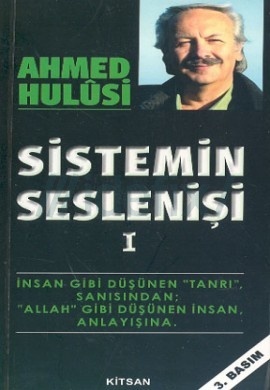 AHMED
HULÛSİ
SİSTEMİN
SESLENİŞİ
I
İNSAN GİBİ DÜŞÜNEN "TANRI",
SANISINDAN;
"ALLAH" GİBİ DÜŞÜNEN İNSAN,
ANLAYIŞINA.
3. BASIM
KİTSAN